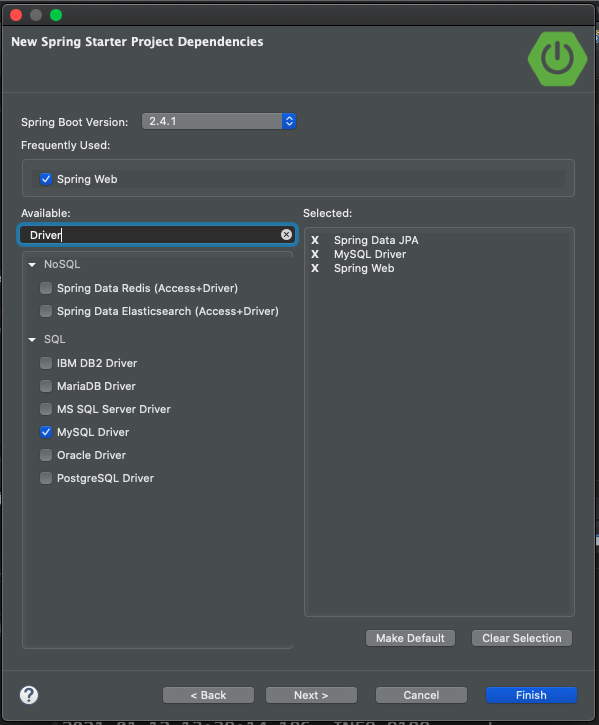 New Spring Starter Project Dependencies
Spring Boot Version: 2.4.1
Frequently Used:
Spring Web
Available:
Driver
NoSQL
Spring Data Redis (Access+Driver)
Spring Data Elasticsearch (Access+Driver)
SQL
IBM DB2 Driver
MariaDB Driver
MS SQL Server Driver
MySQL Driver
Oracle Driver
PostgreSQL Driver
Selected:
X Spring Data JPA
X MySQL Driver
X Spring Web
Make Default Clear Selection
? < Back Next > Cancel Finish